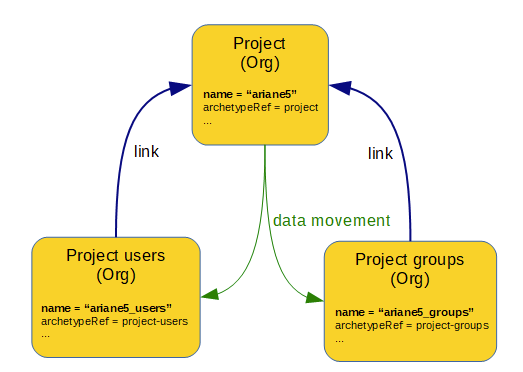 Project
(Org)
name = “ariane5”
archetypeRef = project
...
link
link
data movement
Project users
(Org)
name = “ariane5_users”
archetypeRef = project-users
...
Project groups
(Org)
name = “ariane5_groups”
archetypeRef = project-groups
...